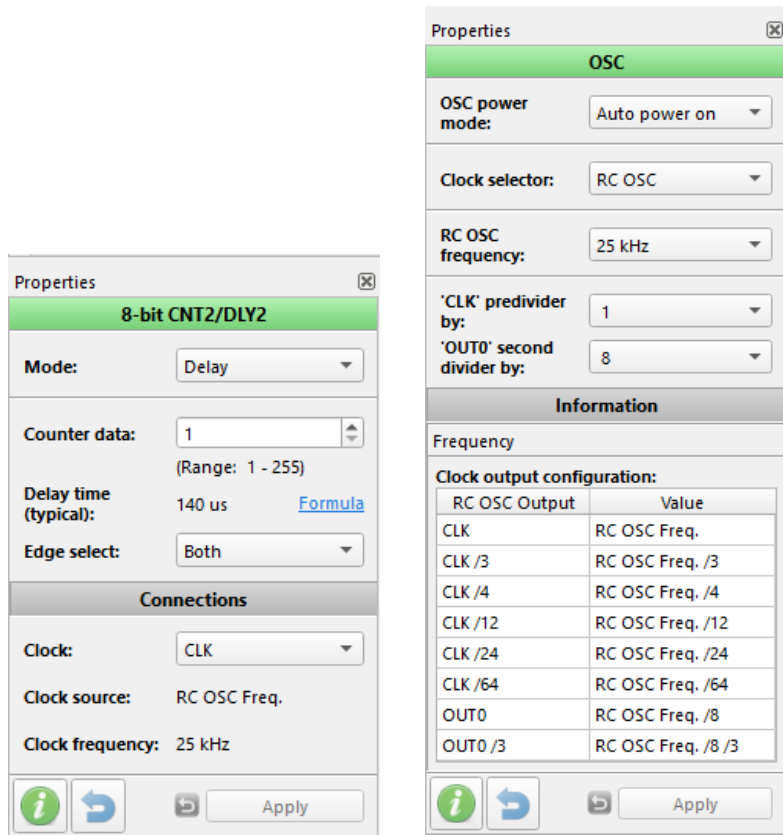 Properties
8-bit CNT2/DLY2
Mode: Delay
Counter data: 1
(Range: 1 - 255)
Delay time
(typical): 140 us Formula
Edge select: Both
Connections
Clock: CLK
Clock source: RC OSC Freq.
Clock frequency: 25 kHz
Apply
Properties
OSC
OSC power
mode: Auto power on
Clock selector: RC OSC
RC OSC
frequency: 25 kHz
'CLK' predivider
by: 1
'OUT0' second
divider by: 8
Information
Frequency
Clock output configuration:
RC OSC Output Value
CLK RC OSC Freq.
CLK /3 RC OSC Freq. /3
CLK /4 RC OSC Freq. /4
CLK /12 RC OSC Freq. /12
CLK /24 RC OSC Freq. /24
CLK /64 RC OSC Freq. /64
OUT0 RC OSC Freq. /8
OUT0 /3 RC OSC Freq. /8 /3
Apply